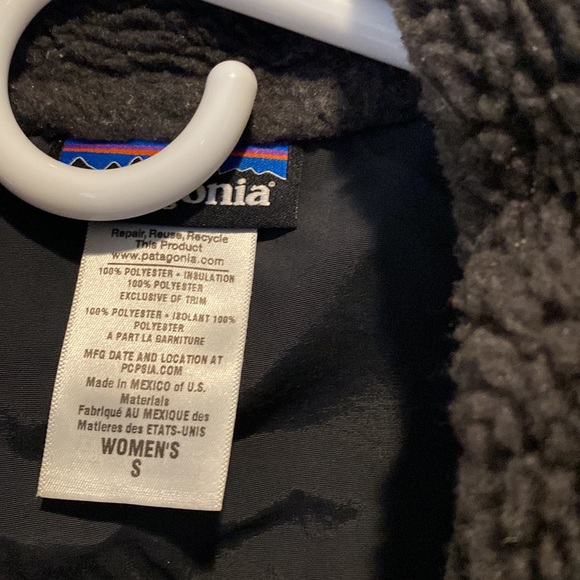 onia®
Repair, Reuse, Recycle
This Product
www.patagonia.com
100% POLYESTER • INSULATION
100% POLYESTER
EXCLUSIVE OF TRIM
100% POLYESTER • ISOLANT 100%
POLYESTER
A PART LA GARNITURE
MFG DATE AND LOCATION AT
PCPSIA.COM
Made in MEXICO of U.S.
Materials
Fabriqué AU MEXIQUE des
Matieres des ETATS-UNIS
WOMEN'S
S